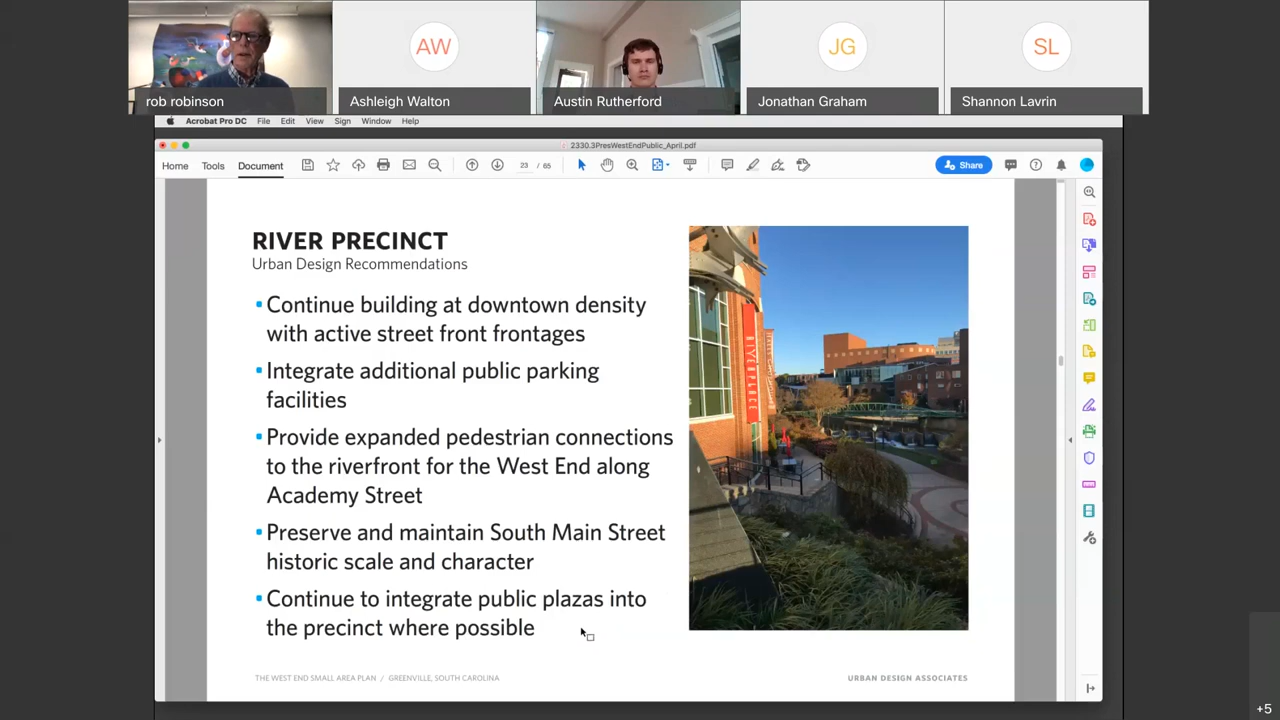 AW
JG
SL
rob robinson
Ashleigh Walton
Austin Rutherford
Jonathan Graham
Shannon Lavrin
Acrobat Pro DC File Edit View Sign Window Help
2330.3PresWestEndPublic_April.pdf
Home Tools Document 23 / 65 Share
RIVER PRECINCT
Urban Design Recommendations
Continue building at downtown density
with active street front frontages
Integrate additional public parking
facilities
Provide expanded pedestrian connections
to the riverfront for the West End along
Academy Street
Preserve and maintain South Main Street
historic scale and character
Continue to integrate public plazas into
the precinct where possible
RIVERPLACE
THE WEST END SMALL AREA PLAN / GREENVILLE, SOUTH CAROLINA
URBAN DESIGN ASSOCIATES
+5